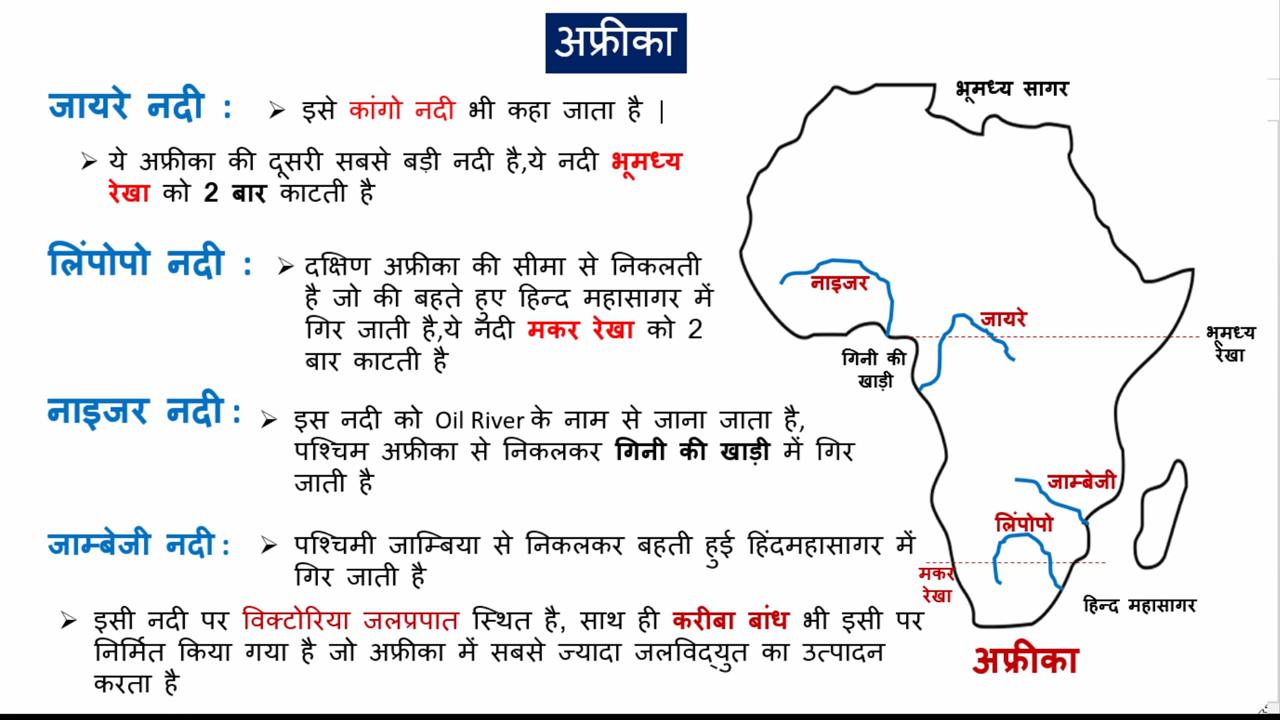 अफ्रीका
जायरे नदी : ➢ इसे कांगो नदी भी कहा जाता है |
➢ ये अफ्रीका की दूसरी सबसे बड़ी नदी है,ये नदी भूमध्य
रेखा को 2 बार काटती है
लिंपोपो नदी : ➢ दक्षिण अफ्रीका की सीमा से निकलती
है जो की बहते हुए हिन्द महासागर में
गिर जाती है,ये नदी मकर रेखा को 2
बार काटती है
नाइजर नदी : ➢ इस नदी को Oil River के नाम से जाना जाता है,
पश्चिम अफ्रीका से निकलकर गिनी की खाड़ी में गिर
जाती है
जाम्बेजी नदी : ➢ पश्चिमी जाम्बिया से निकलकर बहती हुई हिंदमहासागर में
गिर जाती है
➢ इसी नदी पर विक्टोरिया जलप्रपात स्थित है, साथ ही करीबा बांध भी इसी पर
निर्मित किया गया है जो अफ्रीका में सबसे ज्यादा जलविद्युत का उत्पादन
करता है
भूमध्य सागर
नाइजर
जायरे
भूमध्य
रेखा
गिनी की
खाड़ी
जाम्बेजी
लिंपोपो
मकर
रेखा
हिन्द महासागर
अफ्रीका